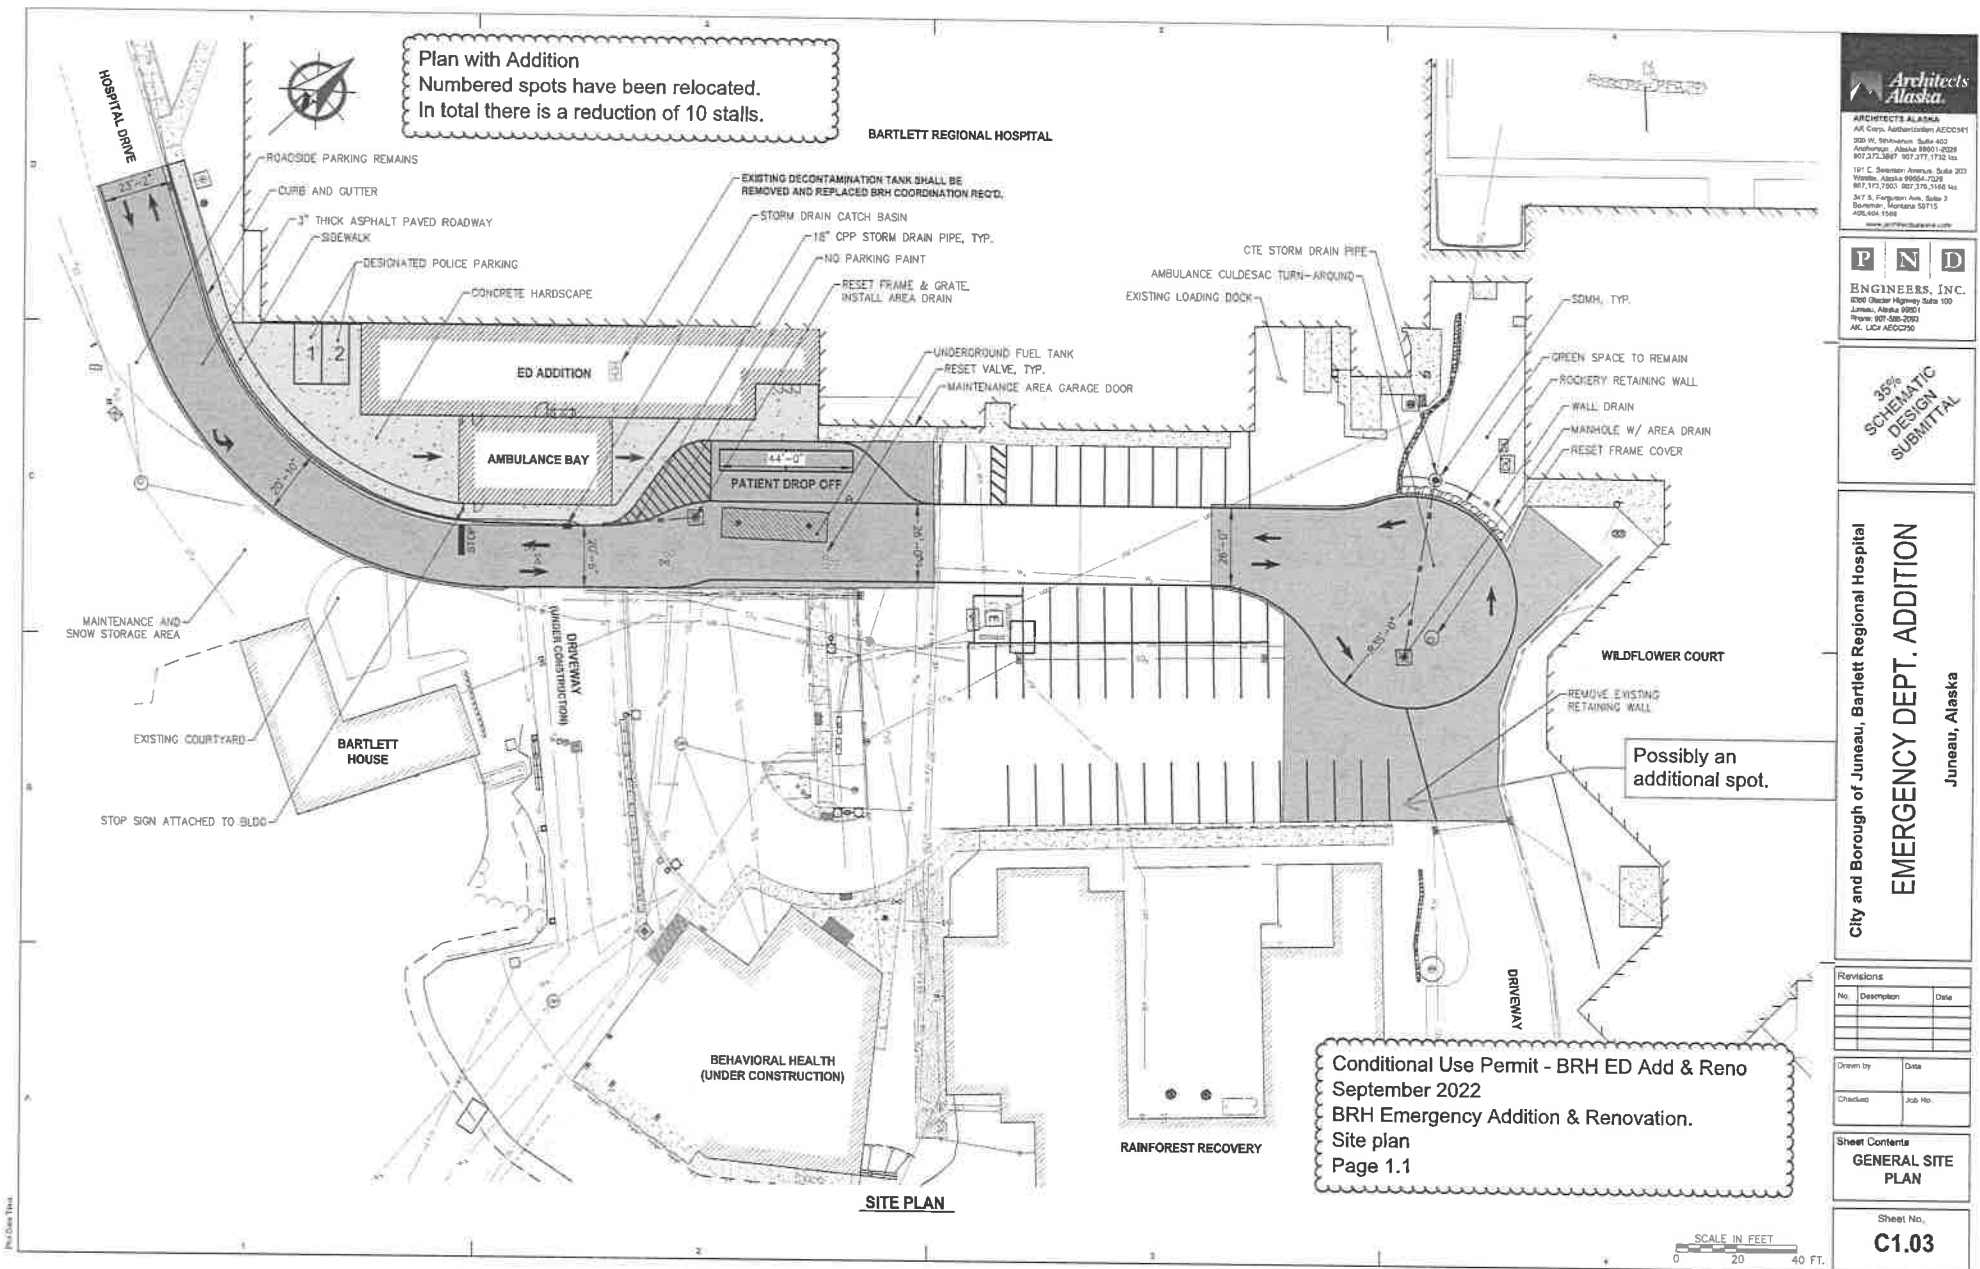 Plan with Addition
Numbered spots have been relocated.
In total there is a reduction of 10 stalls.
BARTLETT REGIONAL HOSPITAL
HOSPITAL DRIVE
23'-2"
ROADSIDE PARKING REMAINS
CURB AND GUTTER
3" THICK ASPHALT PAVED ROADWAY
SIDEWALK
DESIGNATED POLICE PARKING
CONCRETE HARDSCAPE
EXISTING DECONTAMINATION TANK SHALL BE
REMOVED AND REPLACED BRH COORDINATION REQ'D.
STORM DRAIN CATCH BASIN
18" CPP STORM DRAIN PIPE, TYP.
NO PARKING PAINT
RESET FRAME & GRATE,
INSTALL AREA DRAIN
UNDERGROUND FUEL TANK
RESET VALVE, TYP.
MAINTENANCE AREA GARAGE DOOR
CTE STORM DRAIN PIPE
AMBULANCE CULDESAC TURN-AROUND
EXISTING LOADING DOCK
SDMH, TYP.
GREEN SPACE TO REMAIN
ROCKERY RETAINING WALL
WALL DRAIN
MANHOLE W/ AREA DRAIN
RESET FRAME COVER
1 2
ED ADDITION
AMBULANCE BAY
44'-0"
PATIENT DROP OFF
20'-10"
STOP
26'-0"
26'-0"
MAINTENANCE AND
SNOW STORAGE AREA
DRIVEWAY
(UNDER CONSTRUCTION)
EXISTING COURTYARD
BARTLETT
HOUSE
STOP SIGN ATTACHED TO BLDG
WILDFLOWER COURT
REMOVE EXISTING
RETAINING WALL
Possibly an
additional spot.
BEHAVIORAL HEALTH
(UNDER CONSTRUCTION)
RAINFOREST RECOVERY
DRIVEWAY
Conditional Use Permit - BRH ED Add & Reno
September 2022
BRH Emergency Addition & Renovation.
Site plan
Page 1.1
SITE PLAN
SCALE IN FEET
0 20 40 FT.
Architects
Alaska
ARCHITECTS ALASKA
P N D
ENGINEERS, INC.
35%
SCHEMATIC
DESIGN
SUBMITTAL
City and Borough of Juneau, Bartlett Regional Hospital
EMERGENCY DEPT. ADDITION
Juneau, Alaska
Revisions
No. Description Date
Drawn by Date
Checked Job No.
Sheet Contents
GENERAL SITE
PLAN
Sheet No.
C1.03